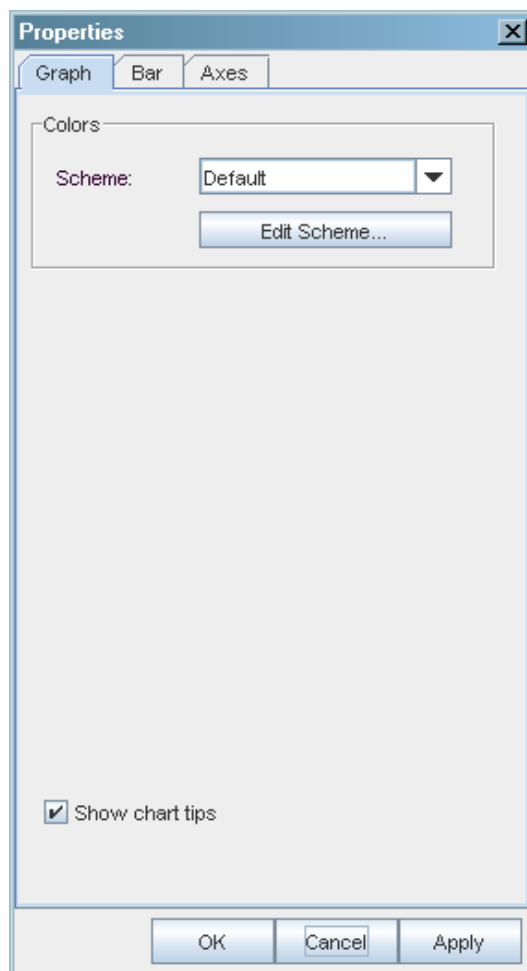 Properties
Graph Bar Axes
Colors
Scheme: Default
Edit Scheme...
Show chart tips
OK Cancel Apply